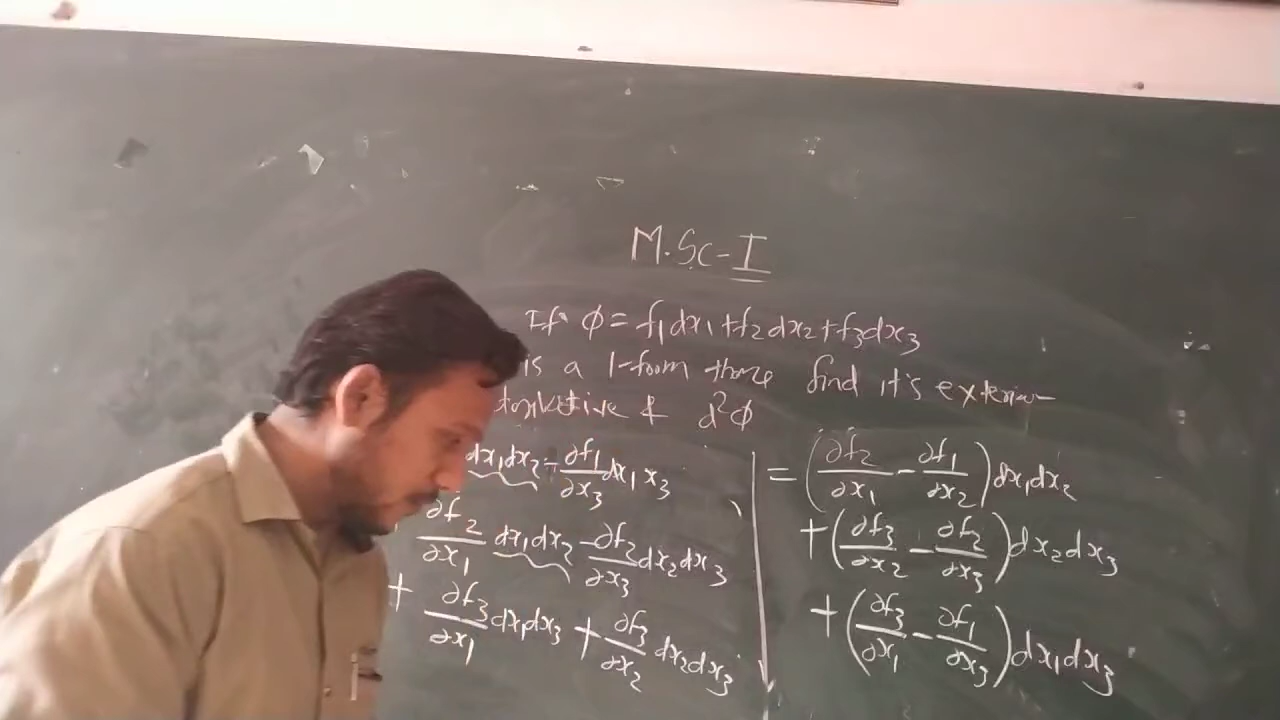 M.Sc-I
If ϕ = f₁dx₁+f₂dx₂+f₃dx₃
is a 1-form find it's exterior
& d²ϕ
dx₁dx₂ - ∂f₁/∂x₃ dx₁x₃
∂f₂/∂x₁ dx₁dx₂ - ∂f₂/∂x₃ dx₂dx₃
+ ∂f₃/∂x₁ dx₁dx₃ + ∂f₃/∂x₂ dx₂dx₃
= (∂f₂/∂x₁ - ∂f₁/∂x₂) dx₁dx₂
+ (∂f₃/∂x₂ - ∂f₂/∂x₃) dx₂dx₃
+ (∂f₃/∂x₁ - ∂f₁/∂x₃) dx₁dx₃